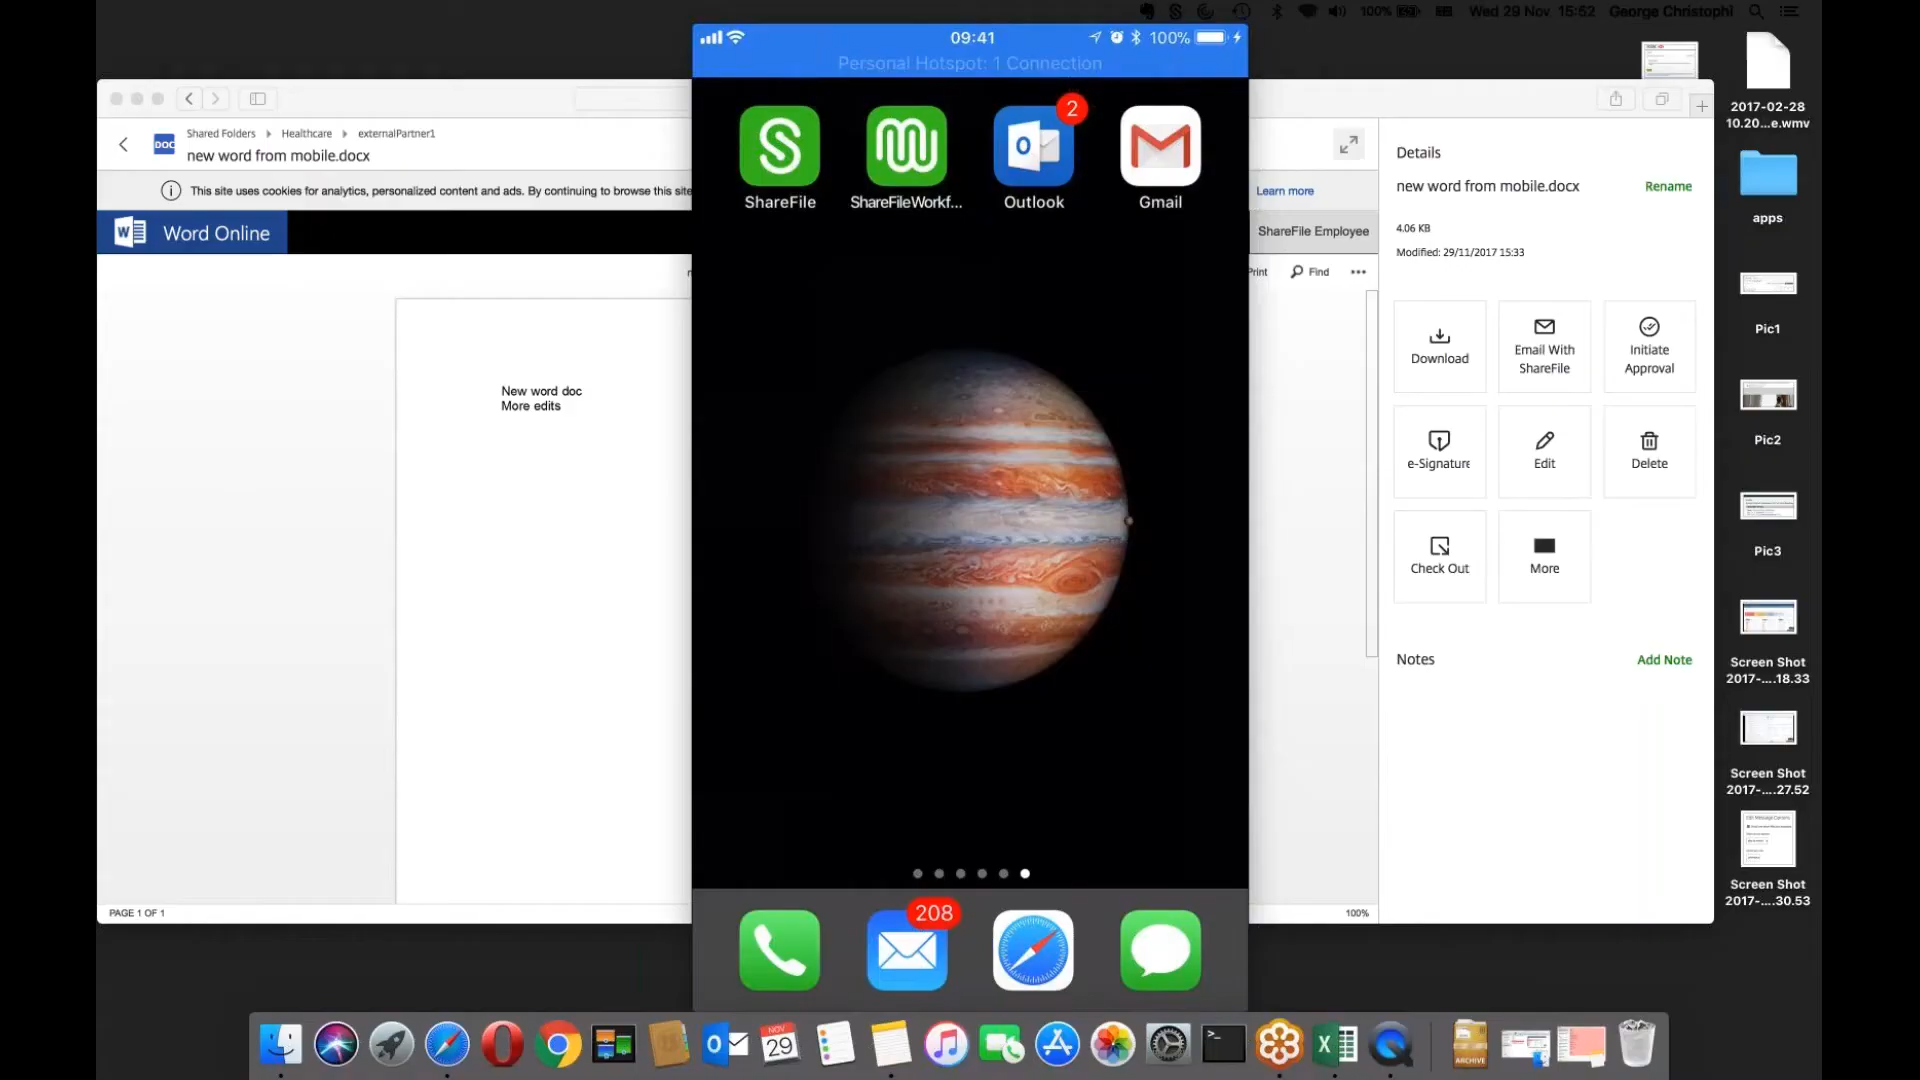 100% Wed 29 Nov 15:52 George Christophi
09:41
100%
Personal Hotspot: 1 Connection
2
ShareFile
ShareFileWorkf...
Outlook
Gmail
208
Shared Folders
Healthcare
externalPartner1
DOC
new word from mobile.docx
This site uses cookies for analytics, personalized content and ads. By continuing to browse this site
Learn more
Word Online
ShareFile Employee
Print
Find
New word doc
More edits
PAGE 1 OF 1
100%
Details
new word from mobile.docx
Rename
4.06 KB
Modified: 29/11/2017 15:33
Download
Email With
ShareFile
Initiate
Approval
e-Signature
Edit
Delete
Check Out
More
Notes
Add Note
2017-02-28
10.20...e.wmv
apps
Pic1
Pic2
Pic3
Screen Shot
2017-....18.33
Screen Shot
2017-....27.52
Screen Shot
2017-....30.53
NOV
29
ARCHIVE